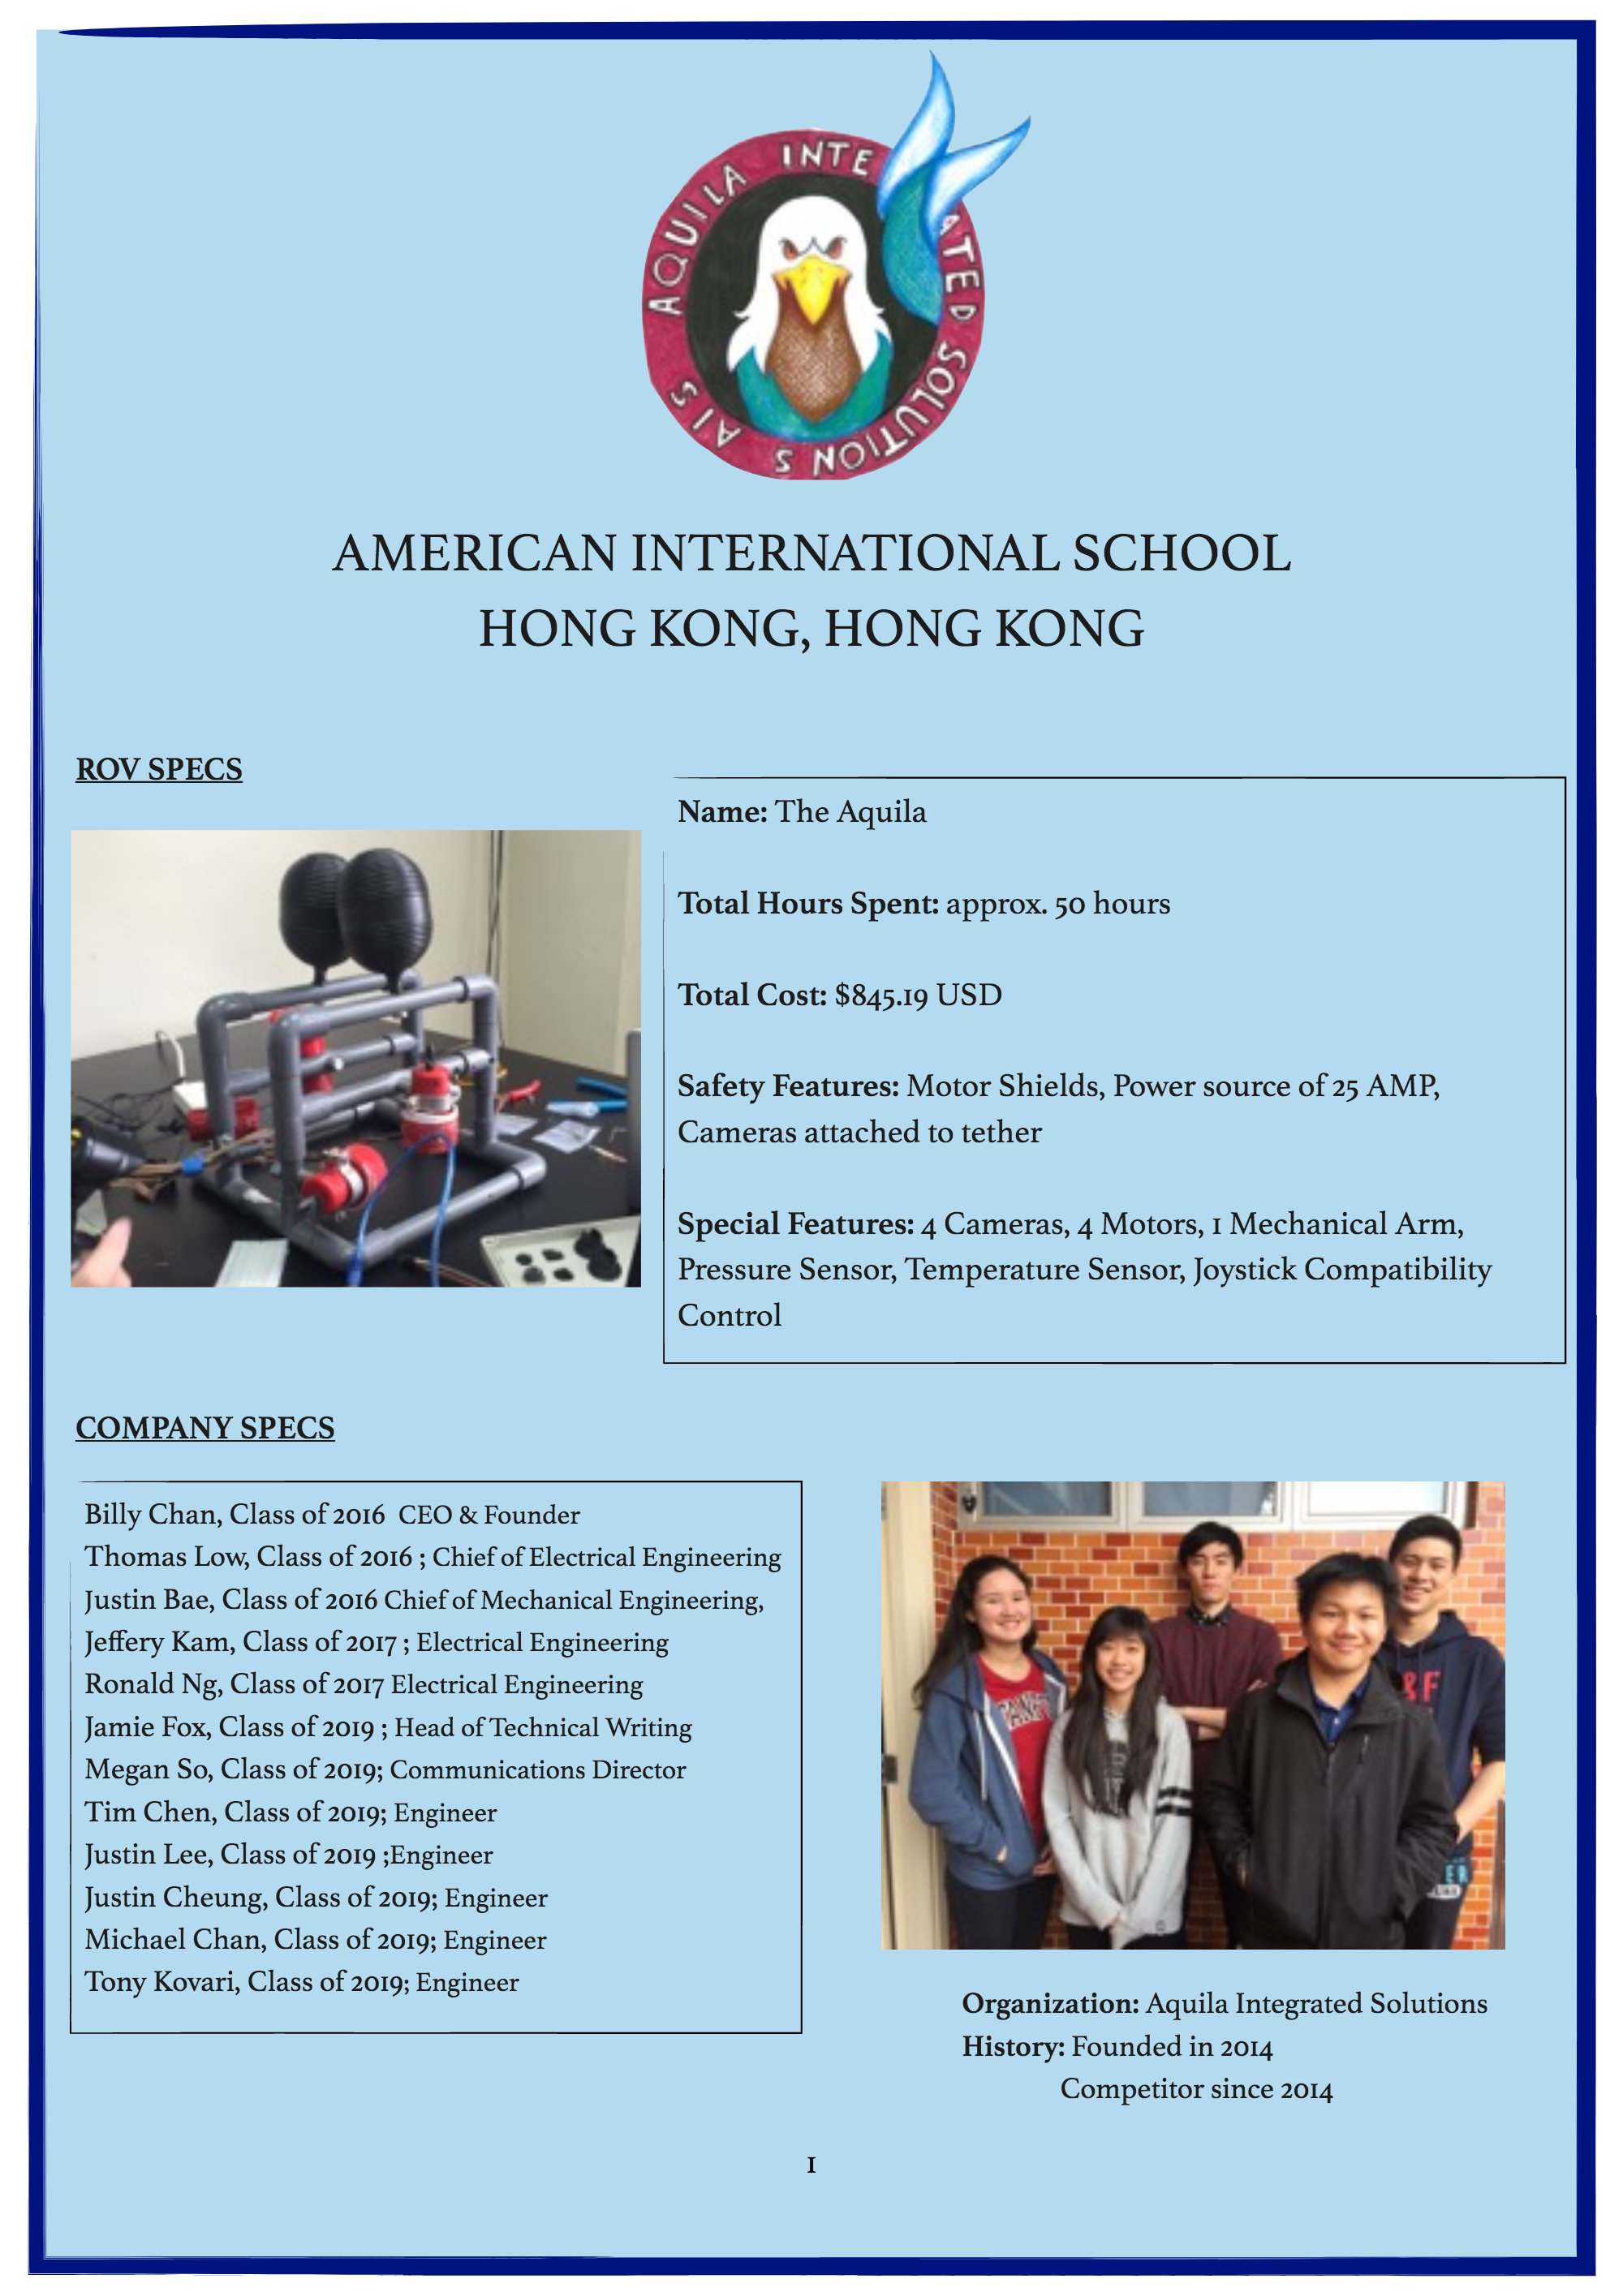 AQUILA INTE ATED SOLUTIONS AIS
AMERICAN INTERNATIONAL SCHOOL
HONG KONG, HONG KONG
ROV SPECS
Name: The Aquila
Total Hours Spent: approx. 50 hours
Total Cost: $845.19 USD
Safety Features: Motor Shields, Power source of 25 AMP,
Cameras attached to tether
Special Features: 4 Cameras, 4 Motors, 1 Mechanical Arm,
Pressure Sensor, Temperature Sensor, Joystick Compatibility
Control
COMPANY SPECS
Billy Chan, Class of 2016 CEO & Founder
Thomas Low, Class of 2016 ; Chief of Electrical Engineering
Justin Bae, Class of 2016 Chief of Mechanical Engineering,
Jeffery Kam, Class of 2017 ; Electrical Engineering
Ronald Ng, Class of 2017 Electrical Engineering
Jamie Fox, Class of 2019 ; Head of Technical Writing
Megan So, Class of 2019; Communications Director
Tim Chen, Class of 2019; Engineer
Justin Lee, Class of 2019 ;Engineer
Justin Cheung, Class of 2019; Engineer
Michael Chan, Class of 2019; Engineer
Tony Kovari, Class of 2019; Engineer
&F
ER
Organization: Aquila Integrated Solutions
History: Founded in 2014
Competitor since 2014
1